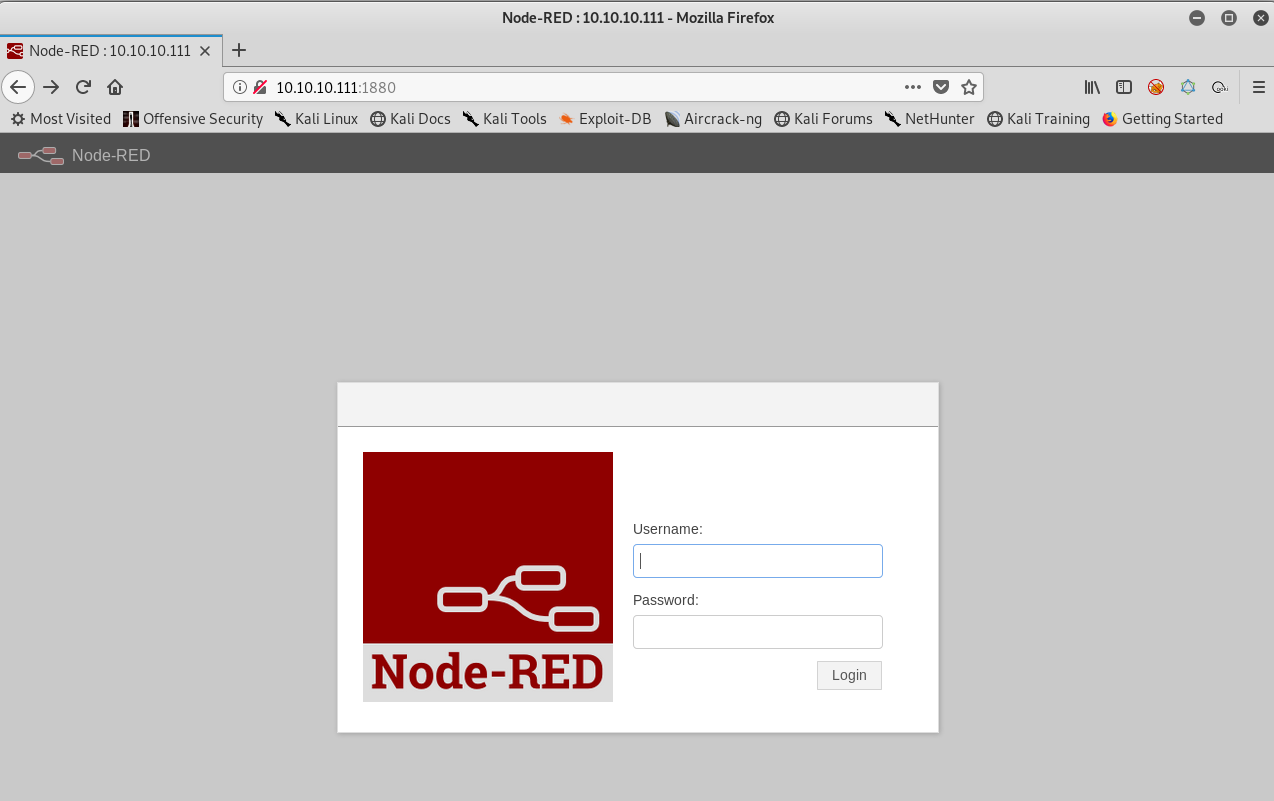 Node-RED : 10.10.10.111 - Mozilla Firefox
Node-RED : 10.10.10.111
10.10.10.111:1880
Most Visited Offensive Security Kali Linux Kali Docs Kali Tools Exploit-DB Aircrack-ng Kali Forums NetHunter Kali Training Getting Started
Node-RED
Username:
Password:
Login
Node-RED